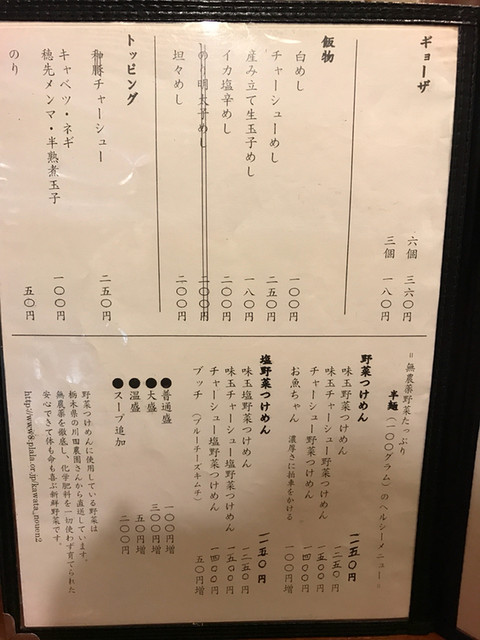 ギョーザ
六個 三六〇円
三個 一八〇円
飯物
白めし 一〇〇円
チャーシューめし 二五〇円
産み立て生玉子めし 一八〇円
イカ塩辛めし 二〇〇円
のり明太子めし 二〇〇円
坦々めし 二〇〇円
トッピング
豚チャーシュー 二五〇円
キャベツ・ネギ
穂先メンマ・半熟煮玉子 一〇〇円
のり 五〇円
=無農薬野菜たっぷり
半麺(一〇〇グラム)のヘルシーメニュー。
野菜つけめん 一一五〇円
味玉野菜つけめん 一二五〇円
味玉チャーシュー野菜つけめん 一五〇〇円
チャーシュー野菜つけめん 一四〇〇円
お魚ちゃん 濃厚さに拍車をかける 一〇〇円
塩野菜つけめん 一一五〇円
味玉塩野菜つけめん 一二五〇円
味玉チャーシュー塩野菜つけめん 一五〇〇円
チャーシュー塩野菜つけめん 一四〇〇円
ブッチ (ブルーチーズキムチ) 五〇円増
●普通盛 一〇〇円増
●大盛 三〇〇円増
●温盛 五〇円増
●スープ追加 二〇〇円
野菜つけめんに使用している野菜は
栃木県の川田農園さんから直送しています。
無農薬を徹底し、化学肥料を一切使わず育てられた
安心できて体も命も喜ぶ新鮮野菜です。